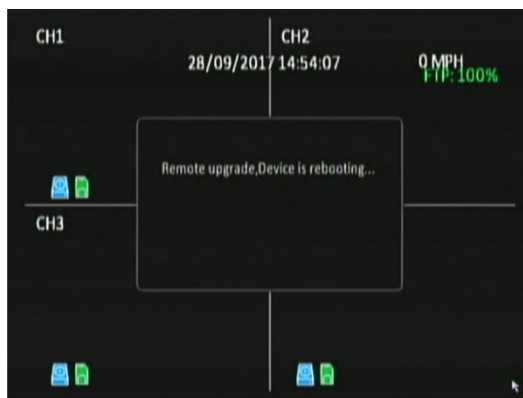 CH1
CH2
28/09/2017 14:54:07
0 MPH
FTP: 100%
Remote upgrade,Device is rebooting...
CH3